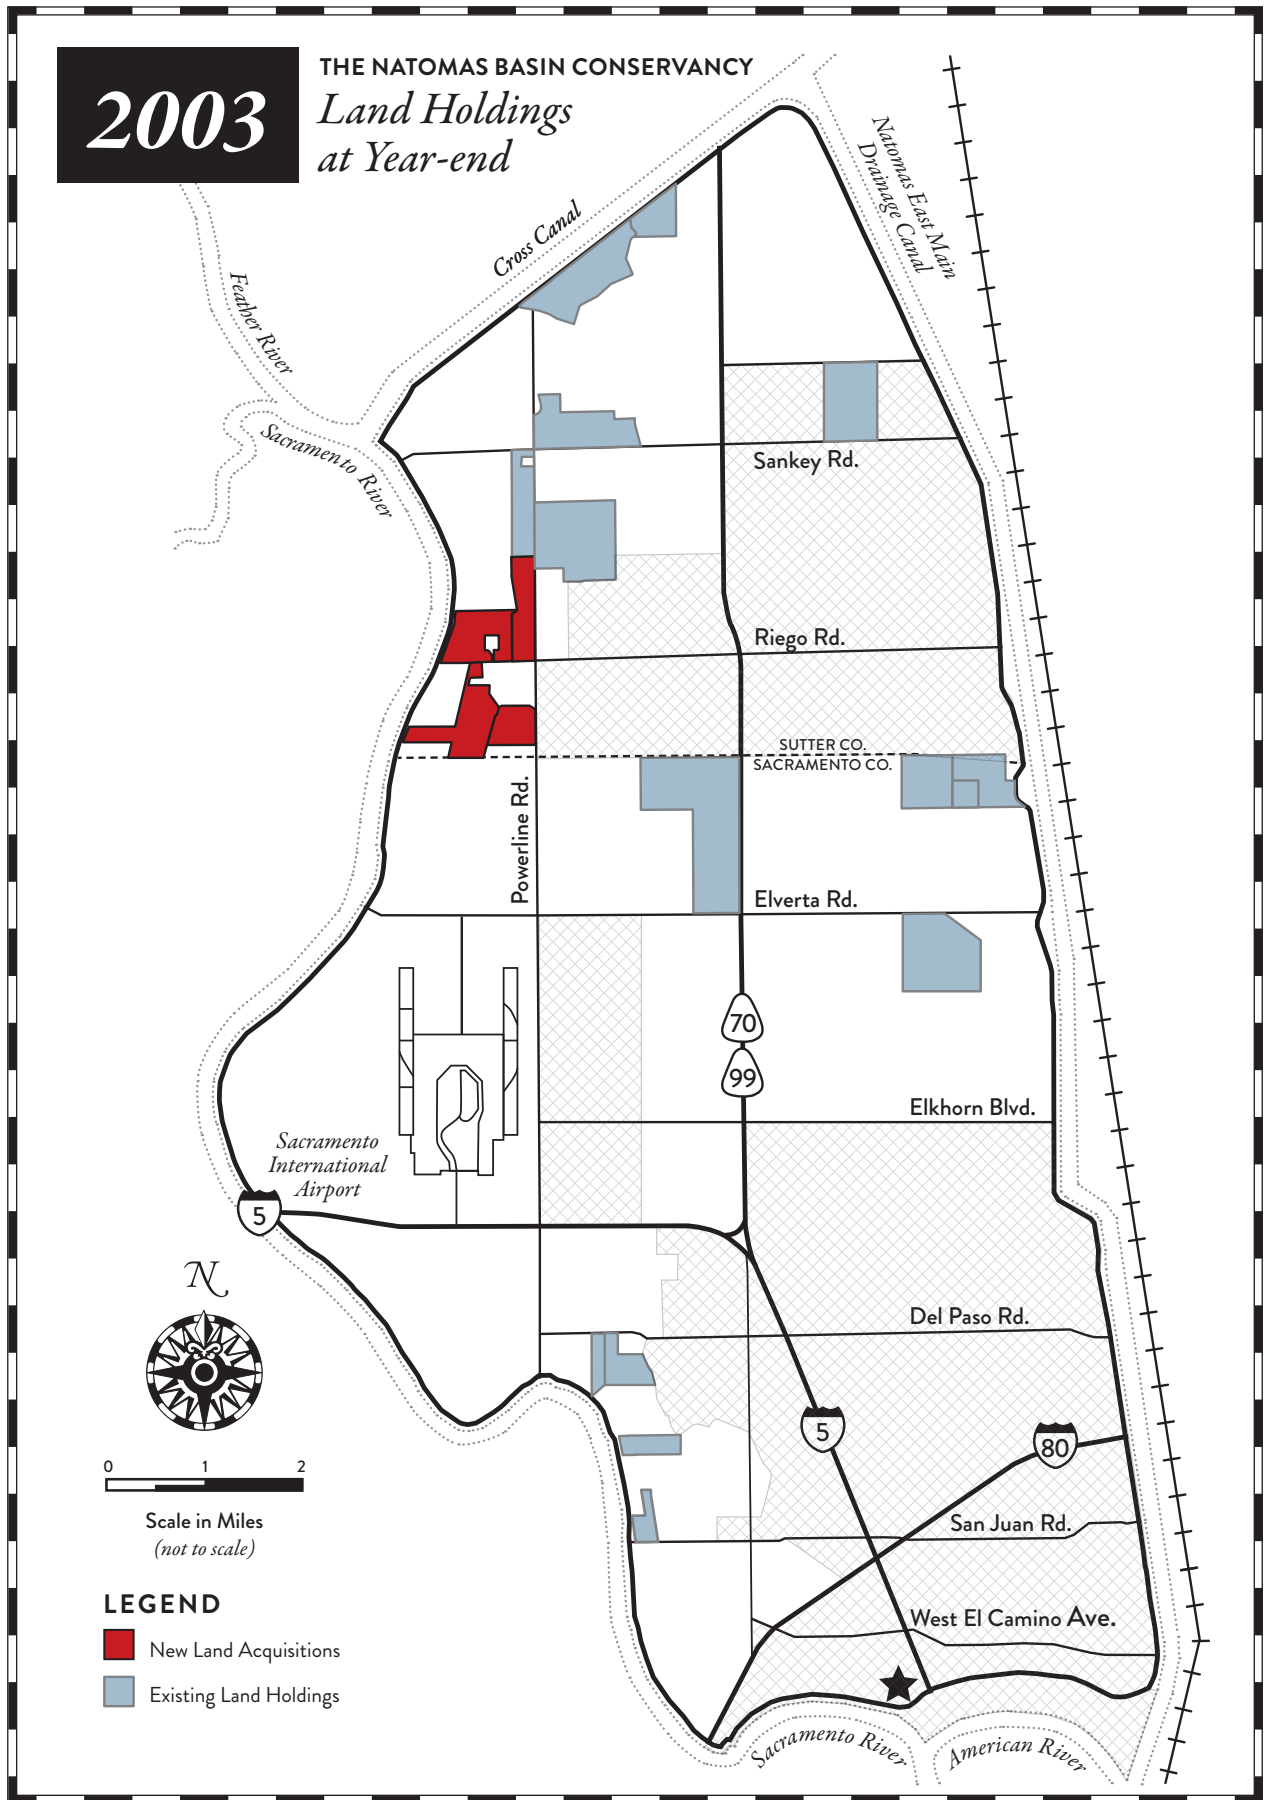 2003
THE NATOMAS BASIN CONSERVANCY
Land Holdings
at Year-end
Natomas East Main
Drainage Canal
Cross Canal
Feather River
Sacramento River
Sankey Rd.
Riego Rd.
SUTTER CO.
SACRAMENTO CO.
Powerline Rd.
Elverta Rd.
70
99
Elkhorn Blvd.
Sacramento
International
Airport
5
N
Del Paso Rd.
5
80
0 1 2
Scale in Miles
(not to scale)
San Juan Rd.
LEGEND
New Land Acquisitions
Existing Land Holdings
West El Camino Ave.
Sacramento River
American River